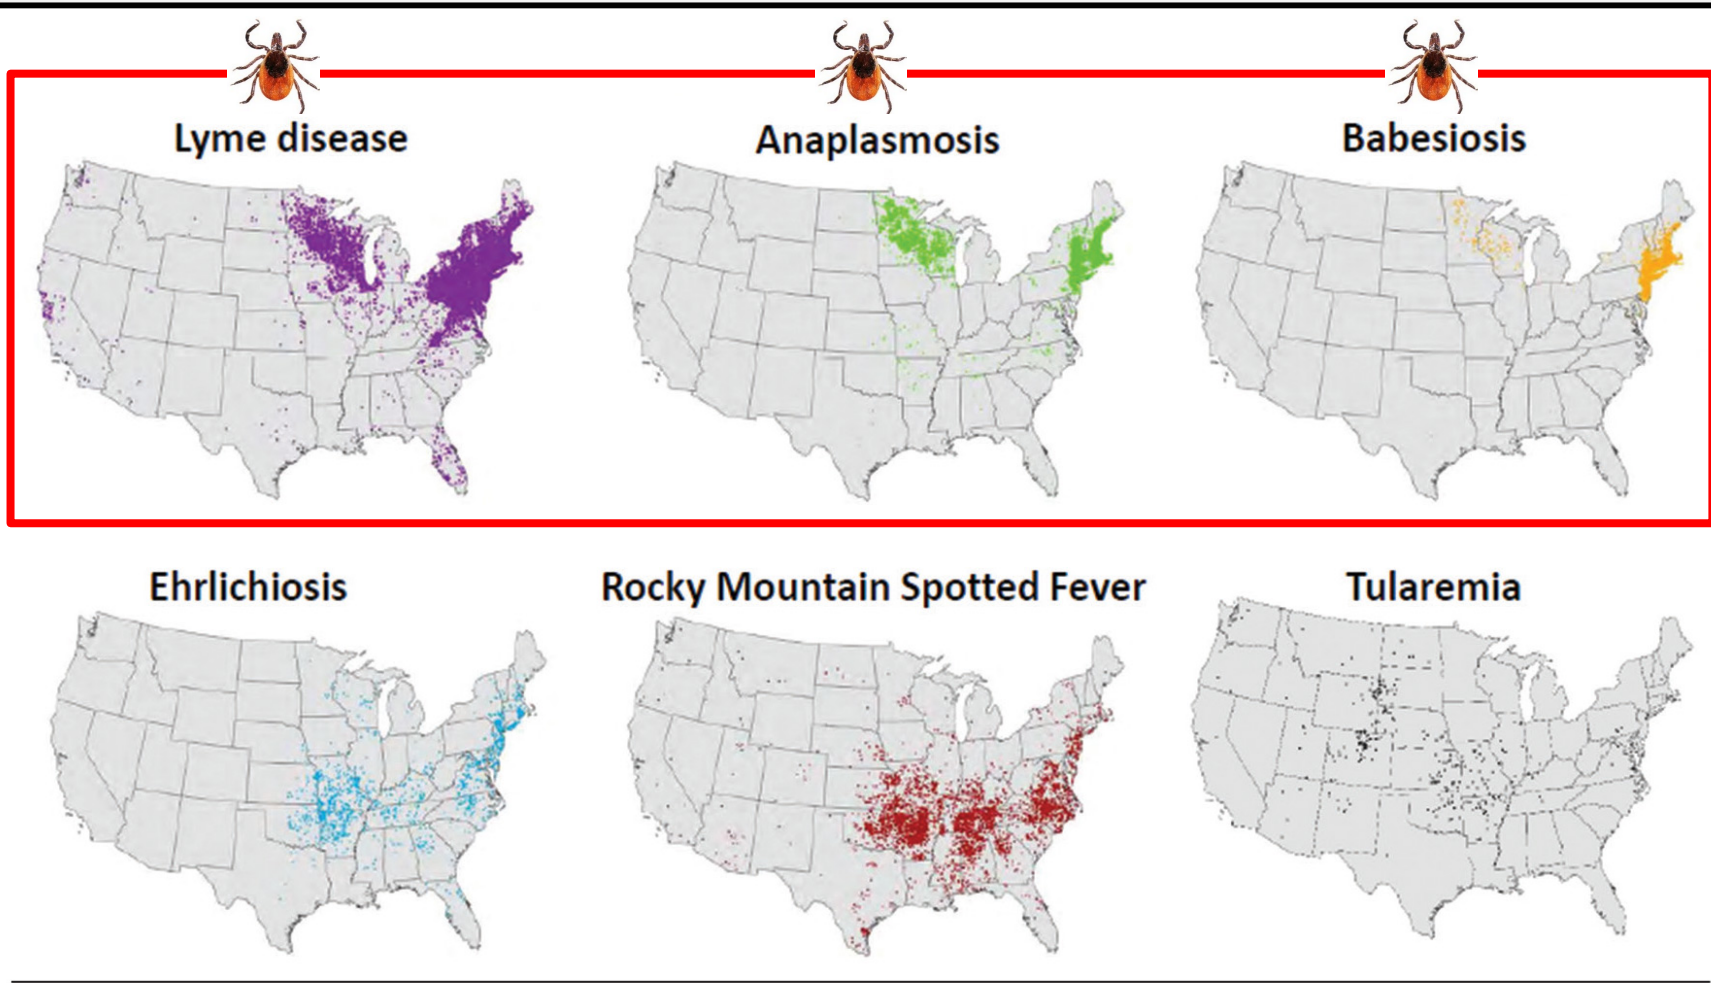 Lyme disease
Anaplasmosis
Babesiosis
Ehrlichiosis
Rocky Mountain Spotted Fever
Tularemia